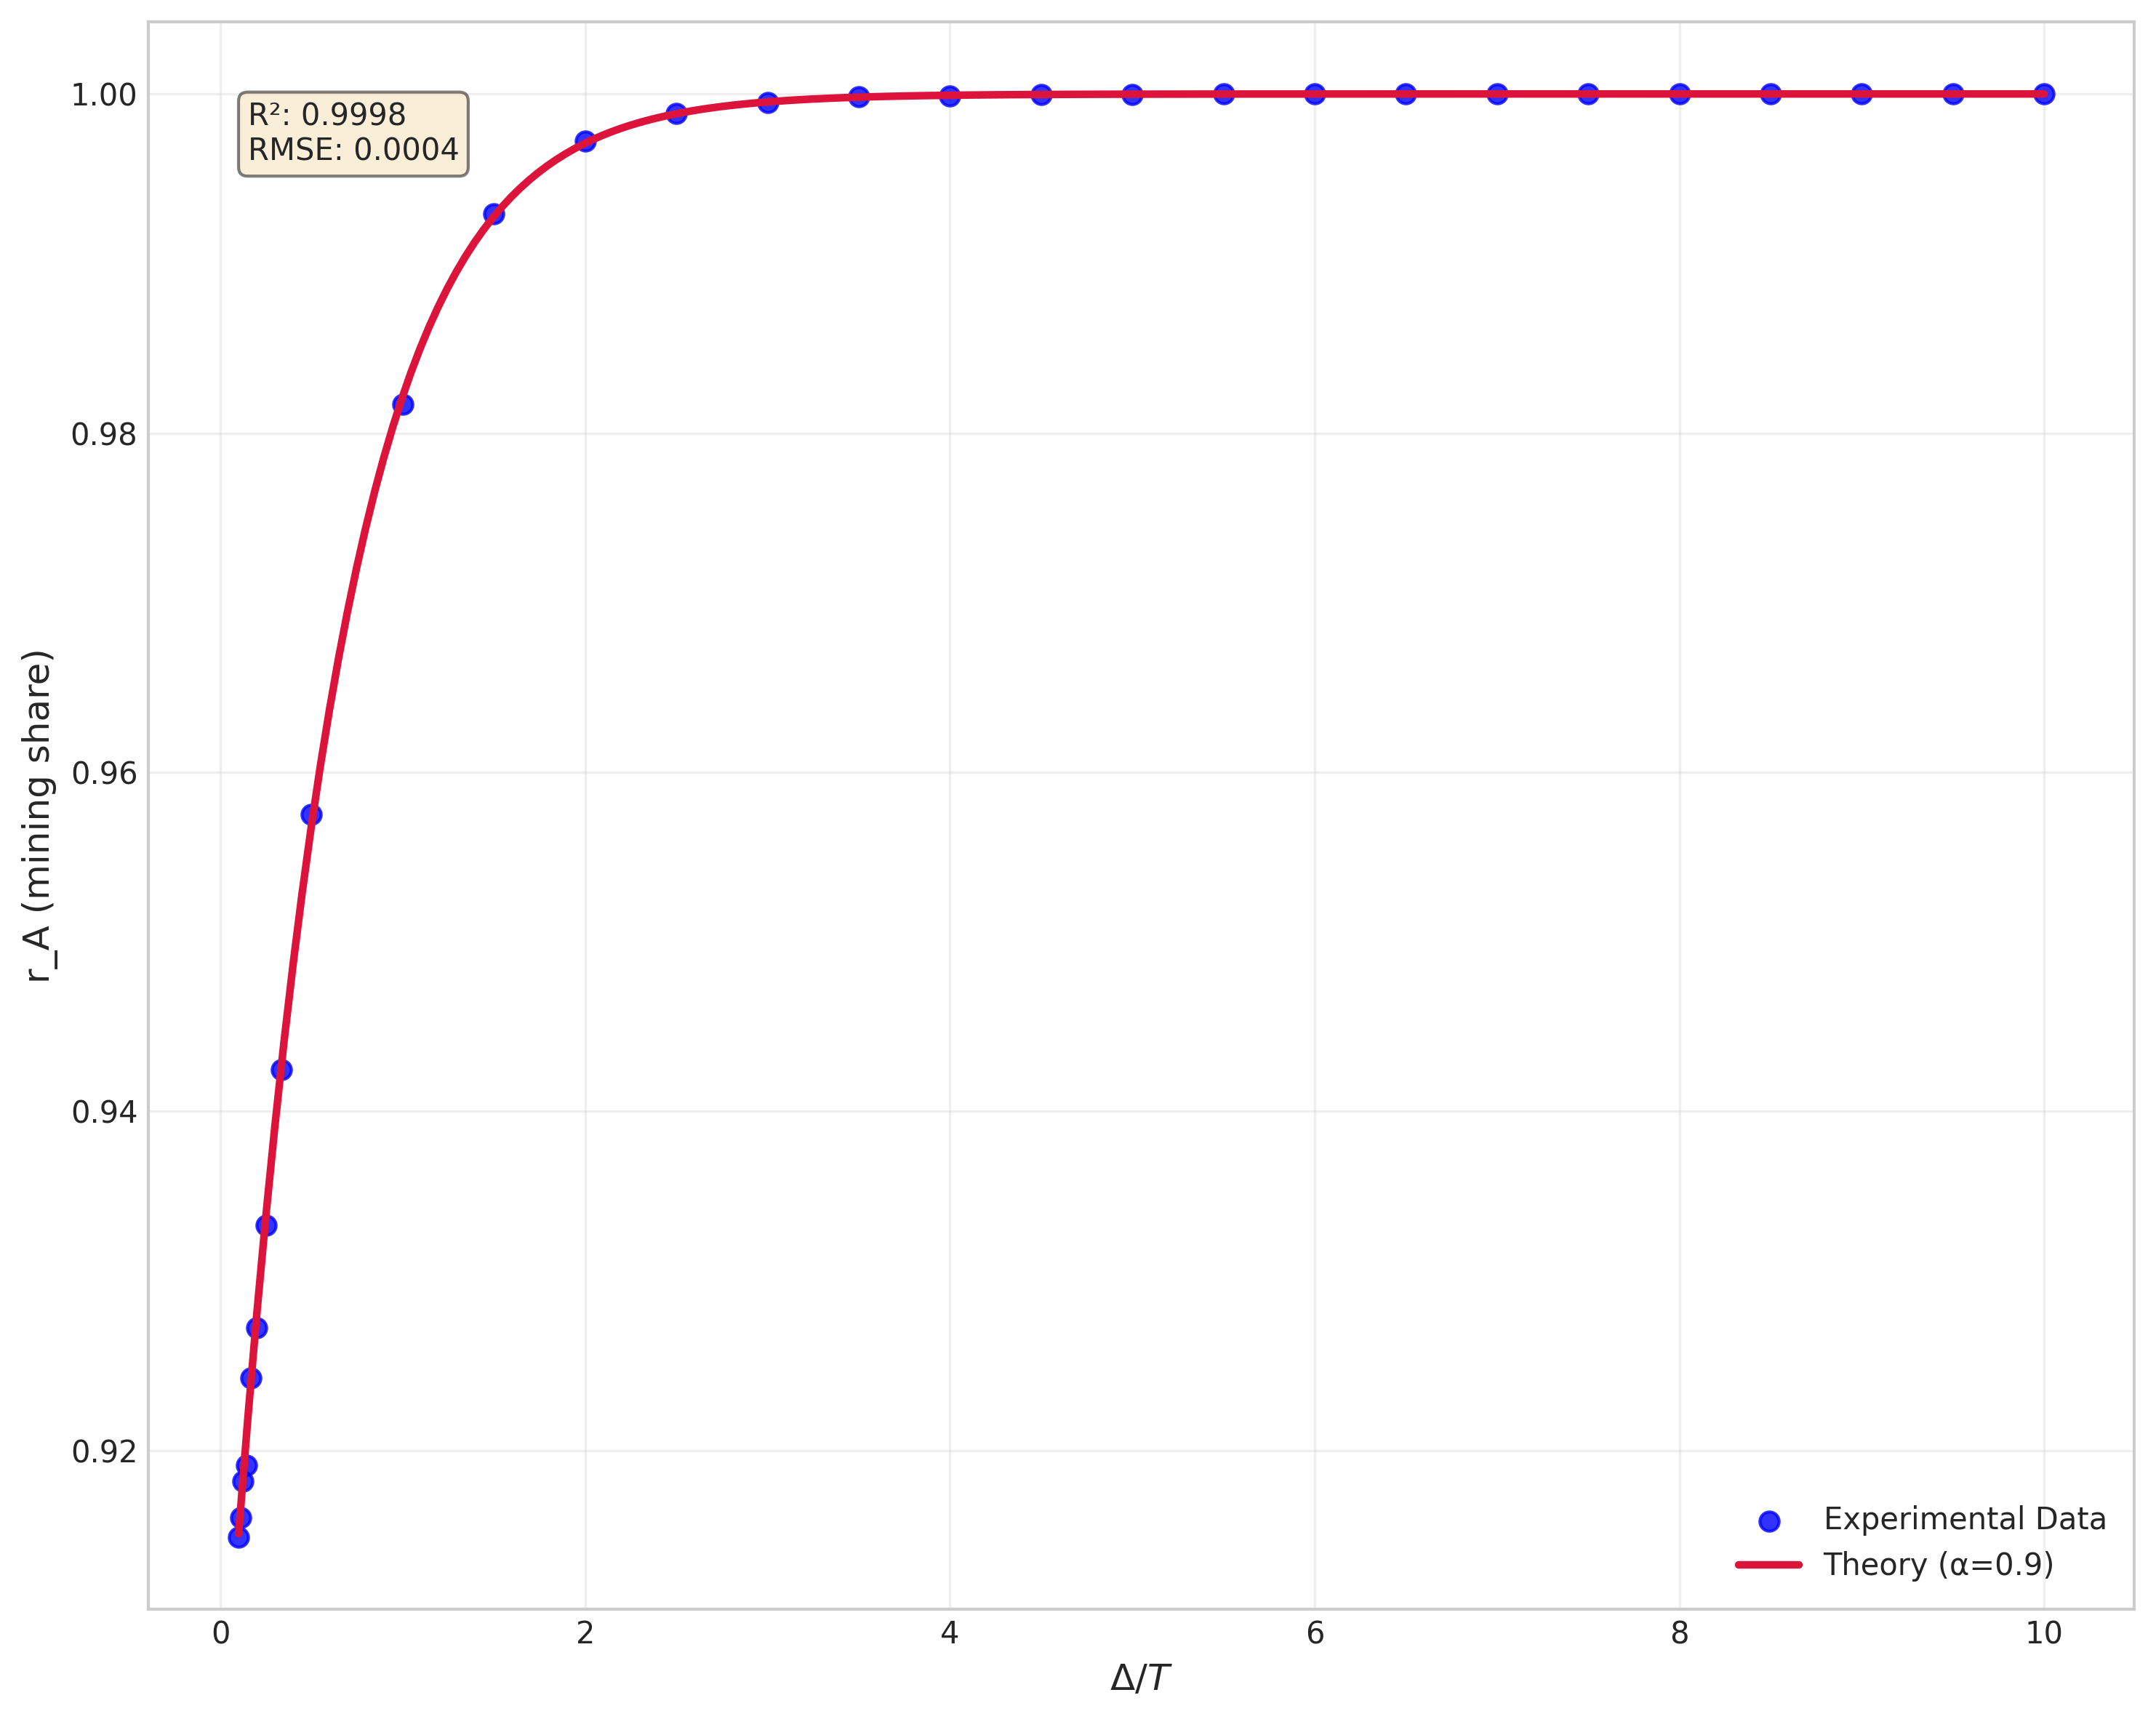 R²: 0.9998
RMSE: 0.0004
r_A (mining share)
1.00
0.98
0.96
0.94
0.92
0
2
4
6
8
10
Δ/T
Experimental Data
Theory (α=0.9)